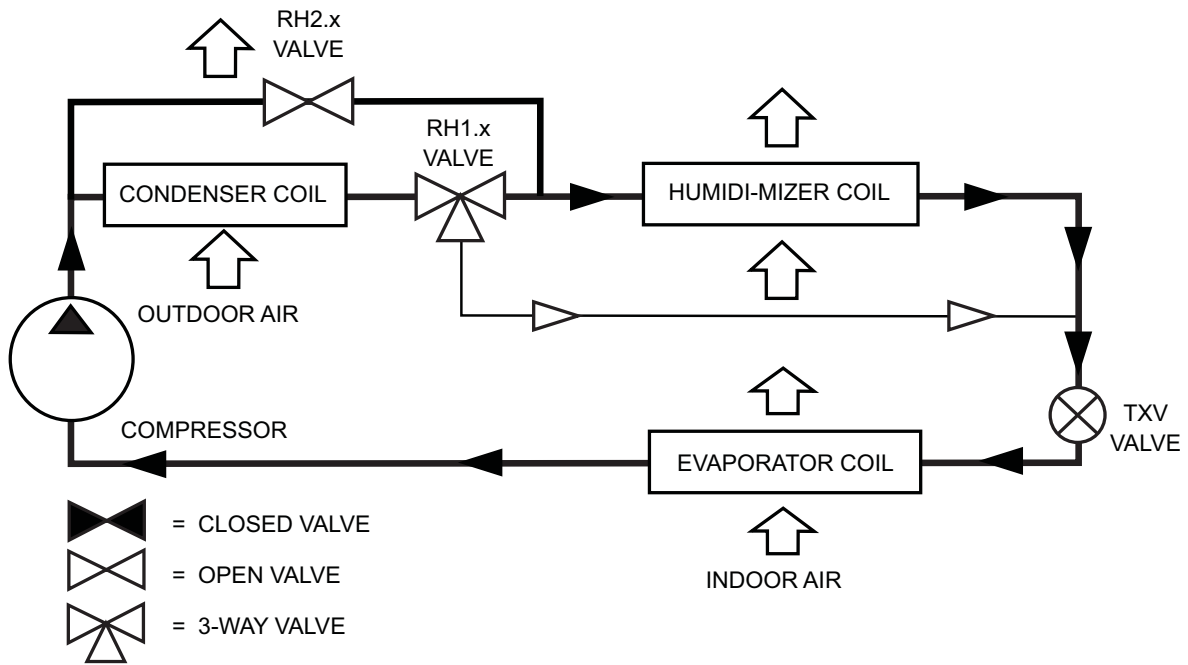 RH2.x
VALVE
RH1.x
VALVE
CONDENSER COIL
HUMIDI-MIZER COIL
OUTDOOR AIR
COMPRESSOR
TXV
VALVE
EVAPORATOR COIL
INDOOR AIR
= CLOSED VALVE
= OPEN VALVE
= 3-WAY VALVE